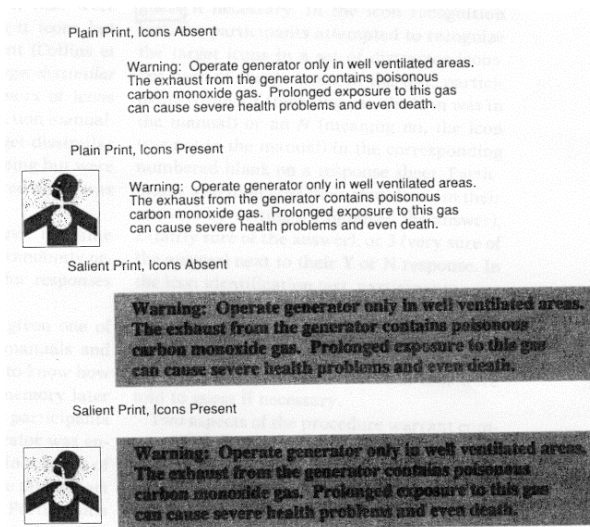 Plain Print, Icons Absent
Warning: Operate generator only in well ventilated areas.
The exhaust from the generator contains poisonous
carbon monoxide gas. Prolonged exposure to this gas
can cause severe health problems and even death.
Plain Print, Icons Present
Warning: Operate generator only in well ventilated areas.
The exhaust from the generator contains poisonous
carbon monoxide gas. Prolonged exposure to this gas
can cause severe health problems and even death.
Salient Print, Icons Absent
Warning: Operate generator only in well ventilated areas.
The exhaust from the generator contains poisonous
carbon monoxide gas. Prolonged exposure to this gas
can cause severe health problems and even death.
Salient Print, Icons Present
Warning: Operate generator only in well ventilated areas.
The exhaust from the generator contains poisonous
carbon monoxide gas. Prolonged exposure to this gas
can cause severe health problems and even death.